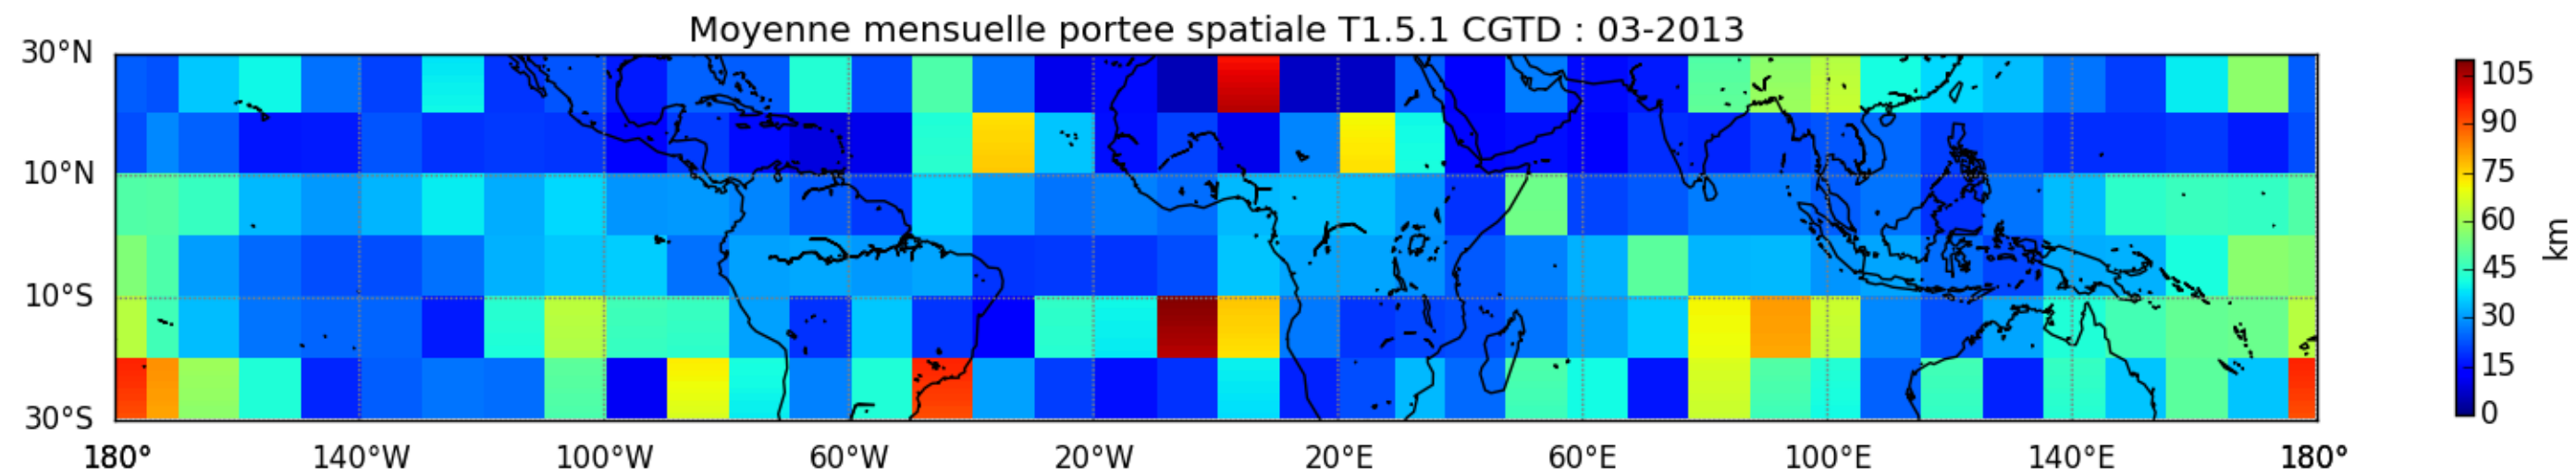 Moyenne mensuelle portee spatiale T1.5.1 CGTD : 03-2013
30°N
10°N
10°S
30°S
180° 140°W 100°W 60°W 20°W 20°E 60°E 100°E 140°E 180°
105
90
75
60
45
30
15
0
km